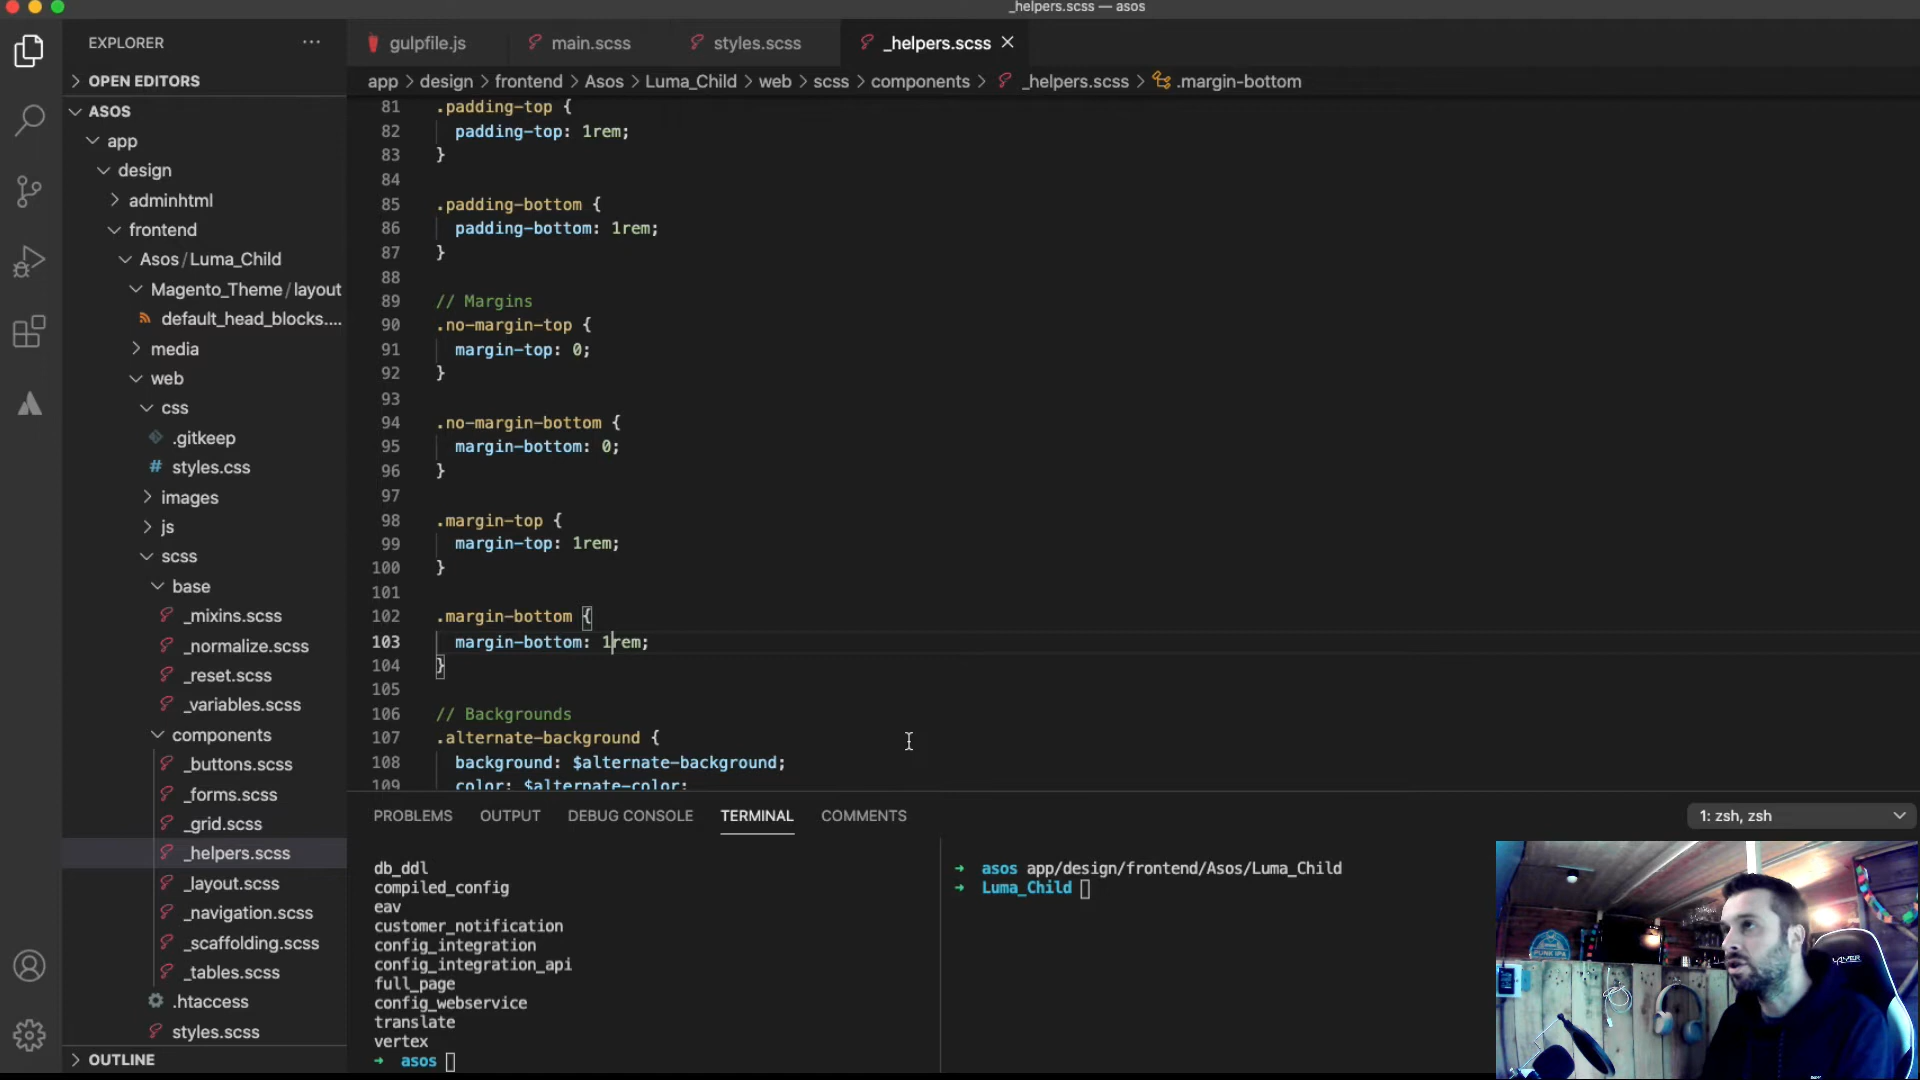 _helpers.scss — asos
EXPLORER
gulpfile.js
main.scss
styles.scss
_helpers.scss
OPEN EDITORS
app > design > frontend > Asos > Luma_Child > web > scss > components > _helpers.scss > .margin-bottom
ASOS
app
design
adminhtml
frontend
Asos / Luma_Child
Magento_Theme / layout
default_head_blocks....
media
web
css
.gitkeep
styles.css
images
js
scss
base
_mixins.scss
_normalize.scss
_reset.scss
_variables.scss
components
_buttons.scss
_forms.scss
_grid.scss
_helpers.scss
_layout.scss
_navigation.scss
_scaffolding.scss
_tables.scss
.htaccess
styles.scss
OUTLINE
81 .padding-top {
82 padding-top: 1rem;
83 }
84
85 .padding-bottom {
86 padding-bottom: 1rem;
87 }
88
89 // Margins
90 .no-margin-top {
91 margin-top: 0;
92 }
93
94 .no-margin-bottom {
95 margin-bottom: 0;
96 }
97
98 .margin-top {
99 margin-top: 1rem;
100 }
101
102 .margin-bottom {
103 margin-bottom: 1rem;
104 }
105
106 // Backgrounds
107 .alternate-background {
108 background: $alternate-background;
109 color: $alternate-color;
PROBLEMS
OUTPUT
DEBUG CONSOLE
TERMINAL
COMMENTS
1: zsh, zsh
db_ddl
compiled_config
eav
customer_notification
config_integration
config_integration_api
full_page
config_webservice
translate
vertex
➜ asos
➜ asos app/design/frontend/Asos/Luma_Child
➜ Luma_Child
PUNK IPA